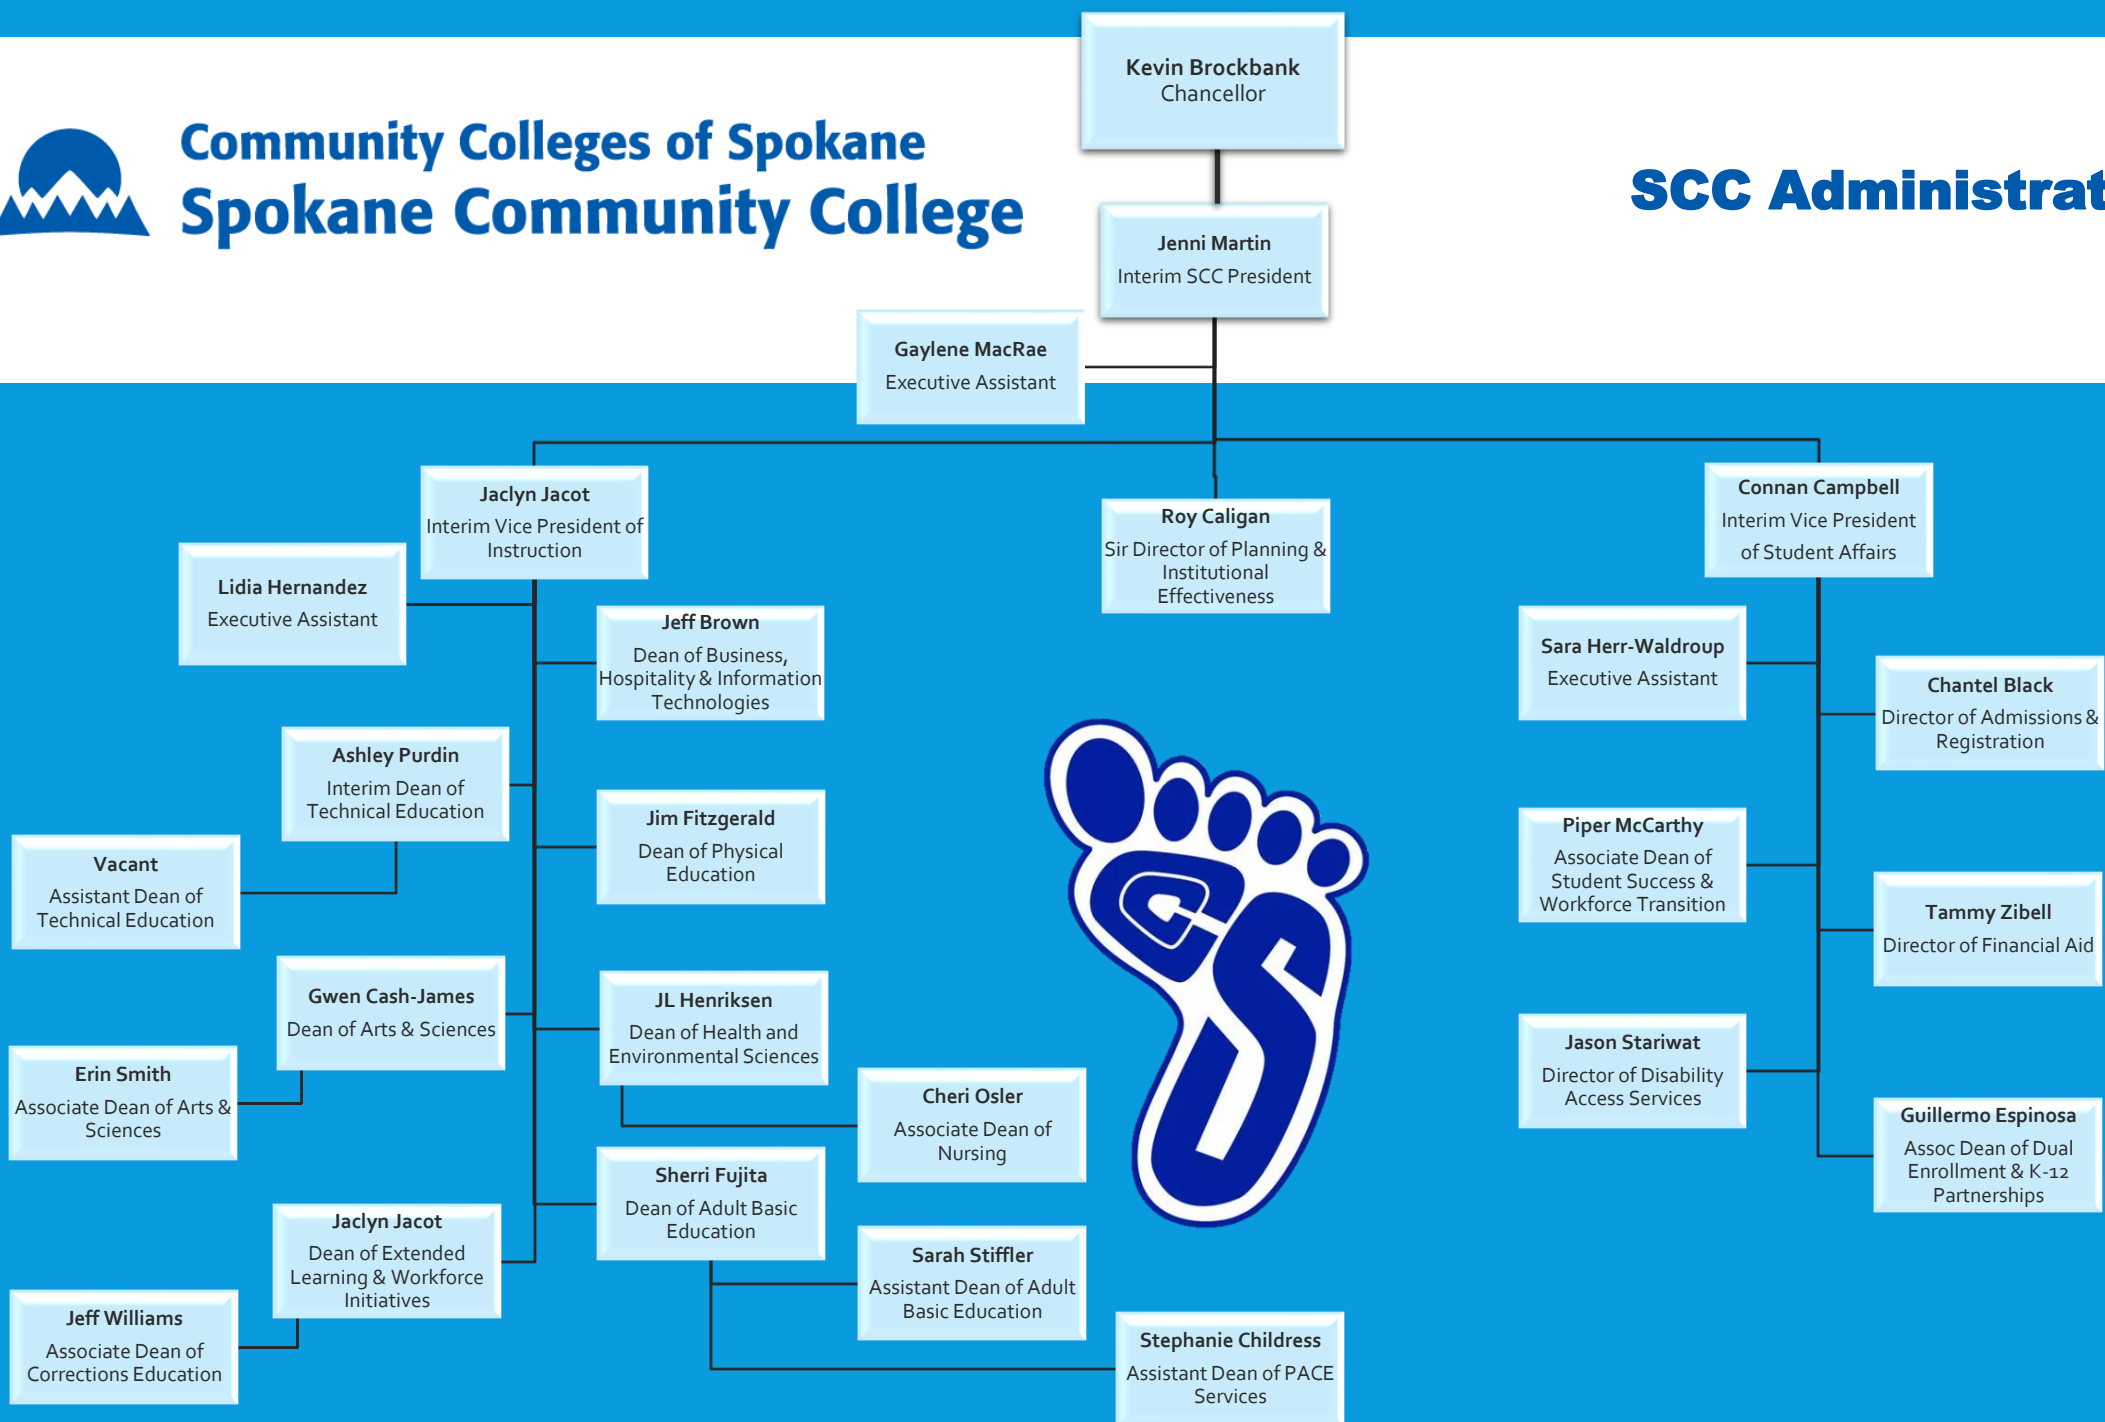 Kevin Brockbank
Chancellor
Community Colleges of Spokane
Spokane Community College
SCC Administrat
Jenni Martin
Interim SCC President
Gaylene MacRae
Executive Assistant
Jaclyn Jacot
Interim Vice President of
Instruction
Roy Caligan
Sir Director of Planning &
Institutional
Effectiveness
Connan Campbell
Interim Vice President
of Student Affairs
Lidia Hernandez
Executive Assistant
Jeff Brown
Dean of Business,
Hospitality & Information
Technologies
Sara Herr-Waldroup
Executive Assistant
Chantel Black
Director of Admissions &
Registration
Ashley Purdin
Interim Dean of
Technical Education
Jim Fitzgerald
Dean of Physical
Education
Piper McCarthy
Associate Dean of
Student Success &
Workforce Transition
Vacant
Assistant Dean of
Technical Education
Tammy Zibell
Director of Financial Aid
Gwen Cash-James
Dean of Arts & Sciences
JL Henriksen
Dean of Health and
Environmental Sciences
CS
Jason Stariwat
Director of Disability
Access Services
Erin Smith
Associate Dean of Arts &
Sciences
Cheri Osler
Associate Dean of
Nursing
Guillermo Espinosa
Assoc Dean of Dual
Enrollment & K-12
Partnerships
Sherri Fujita
Dean of Adult Basic
Education
Jaclyn Jacot
Dean of Extended
Learning & Workforce
Initiatives
Sarah Stiffler
Assistant Dean of Adult
Basic Education
Jeff Williams
Associate Dean of
Corrections Education
Stephanie Childress
Assistant Dean of PACE
Services